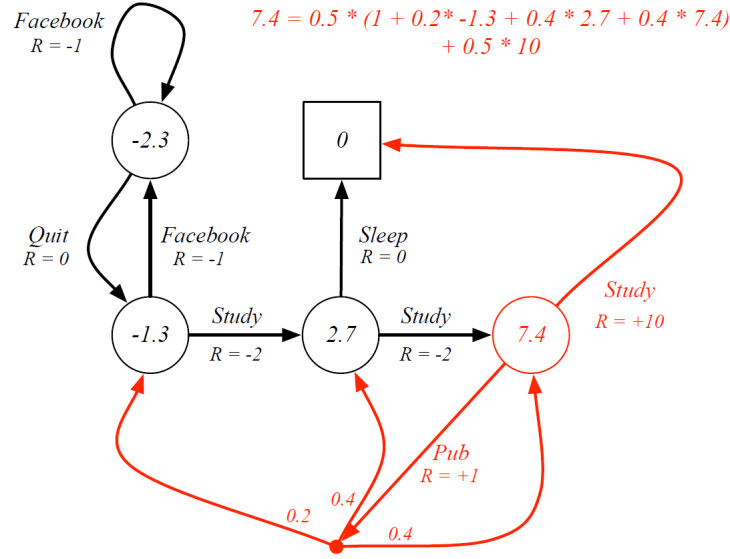 Facebook
R = -1
7.4 = 0.5 * (1 + 0.2* -1.3 + 0.4 * 2.7 + 0.4 * 7.4)
+ 0.5 * 10
-2.3
0
Quit
R = 0
Facebook
R = -1
Sleep
R = 0
Study
R = +10
-1.3
Study
R = -2
2.7
Study
R = -2
7.4
Pub
R = +1
0.2
0.4
0.4